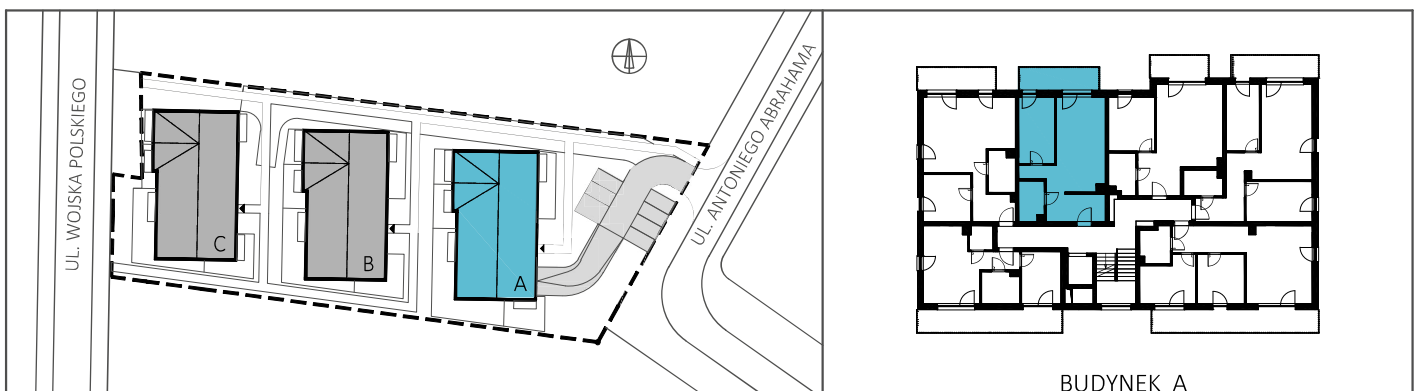 UL. WOJSKA POLSKIEGO
C
B
A
UL. ANTONIEGO ABRAHAMA
BUDYNEK A